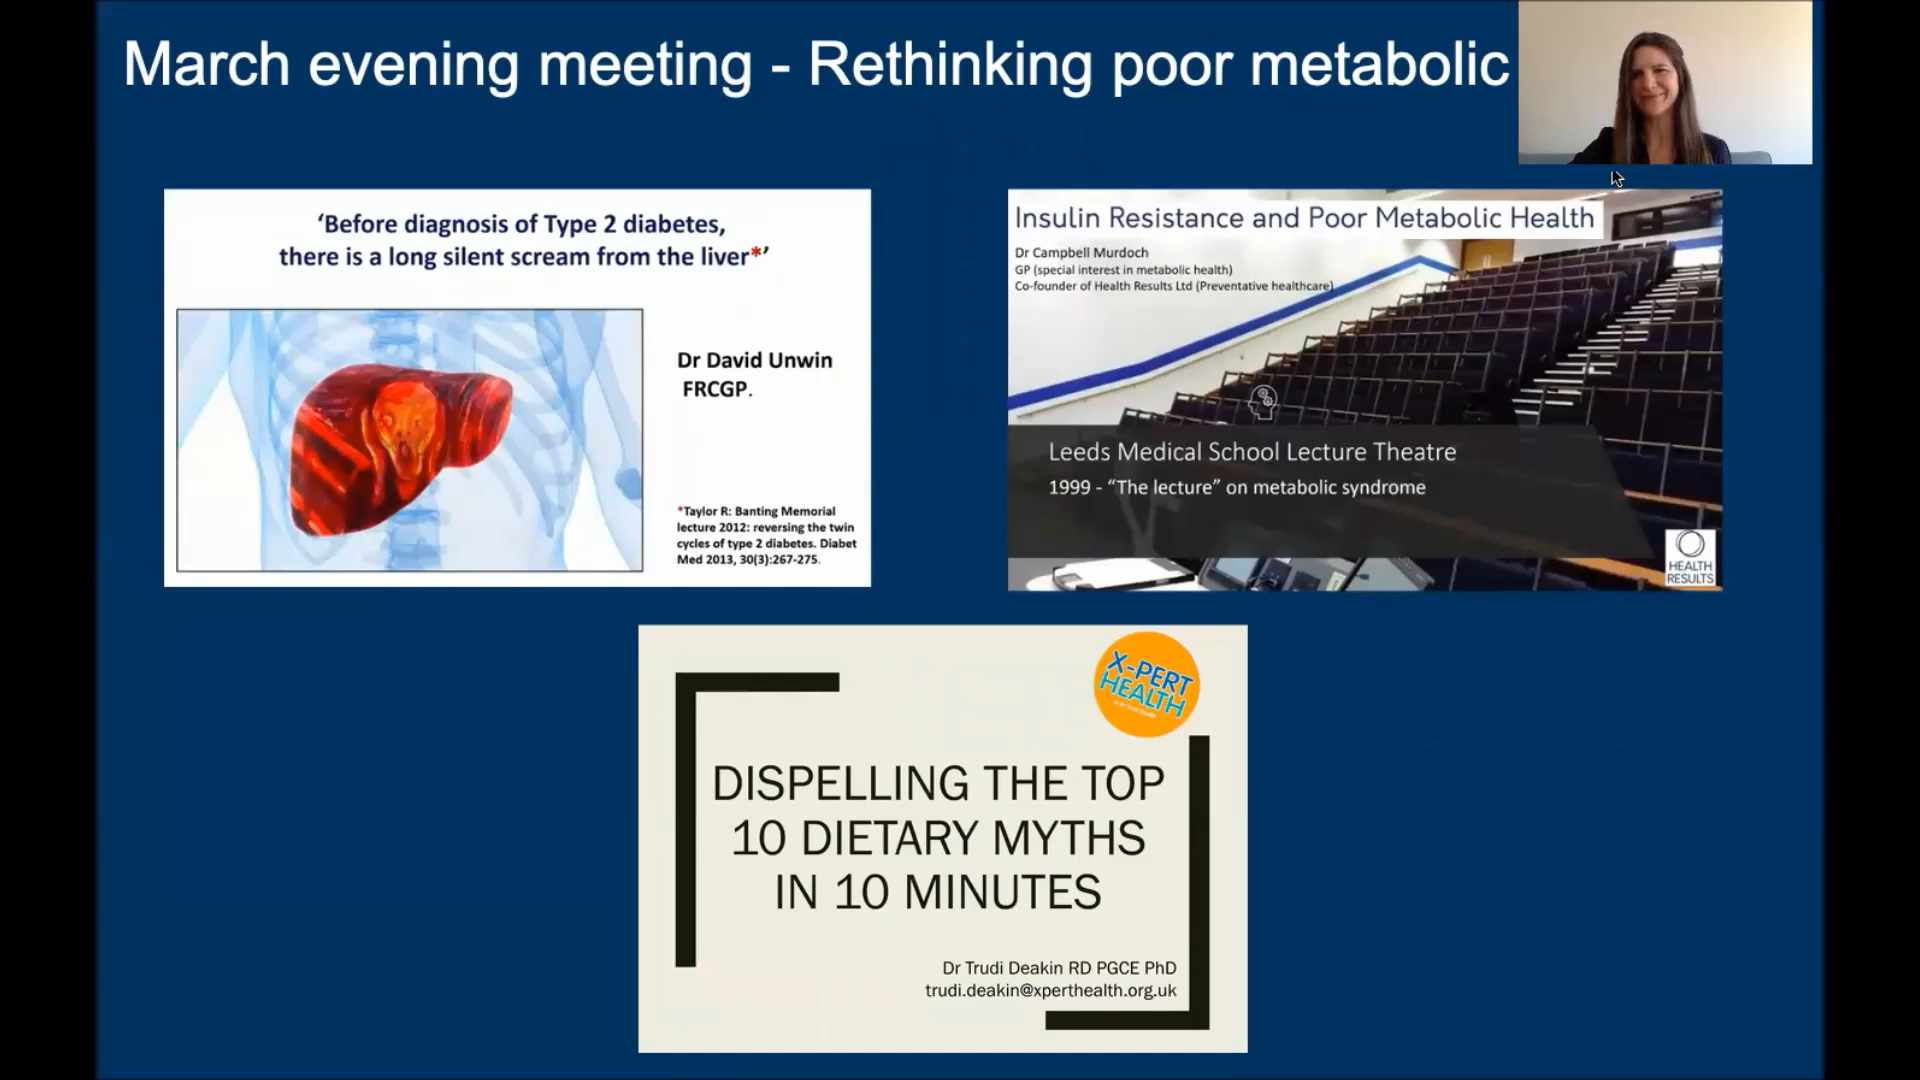 March evening meeting - Rethinking poor metabolic
‘Before diagnosis of Type 2 diabetes,
there is a long silent scream from the liver*’
Dr David Unwin
FRCGP.
*Taylor R: Banting Memorial
lecture 2012: reversing the twin
cycles of type 2 diabetes. Diabet
Med 2013, 30(3):267-275.
Insulin Resistance and Poor Metabolic Health
Dr Campbell Murdoch
GP (special interest in metabolic health)
Co-founder of Health Results Ltd (Preventative healthcare)
Leeds Medical School Lecture Theatre
1999 - “The lecture” on metabolic syndrome
HEALTH
RESULTS
X-PERT
HEALTH
DISPELLING THE TOP
10 DIETARY MYTHS
IN 10 MINUTES
Dr Trudi Deakin RD PGCE PhD
trudi.deakin@xperthealth.org.uk